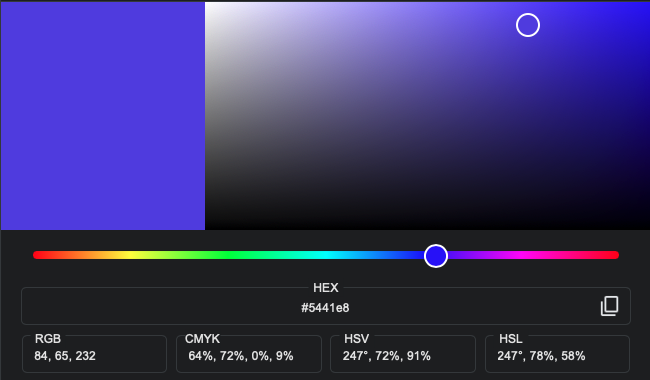 HEX
#5441e8
RGB
84, 65, 232
CMYK
64%, 72%, 0%, 9%
HSV
247°, 72%, 91%
HSL
247°, 78%, 58%